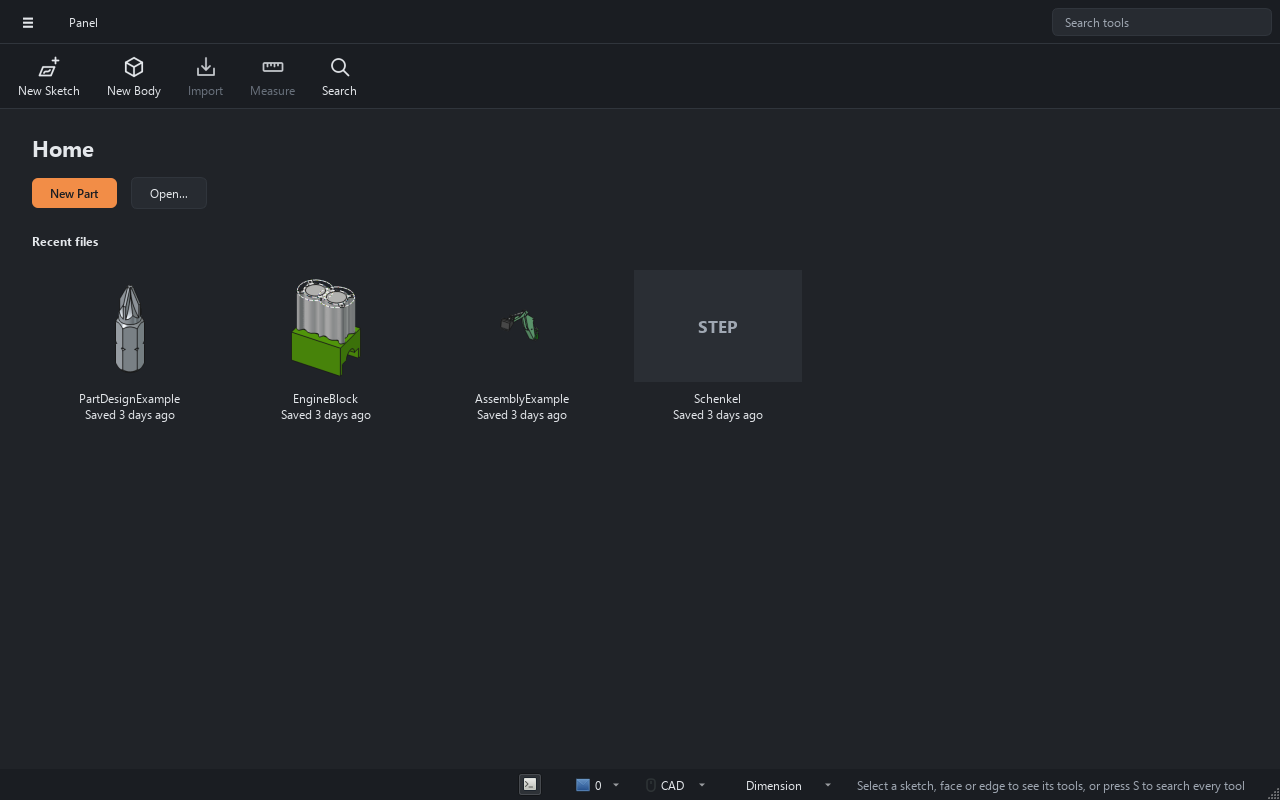 Panel
Search tools
New Sketch
New Body
Import
Measure
Search
Home
New Part
Open...
Recent files
STEP
PartDesignExample
Saved 3 days ago
EngineBlock
Saved 3 days ago
AssemblyExample
Saved 3 days ago
Schenkel
Saved 3 days ago
0
CAD
Dimension
Select a sketch, face or edge to see its tools, or press S to search every tool